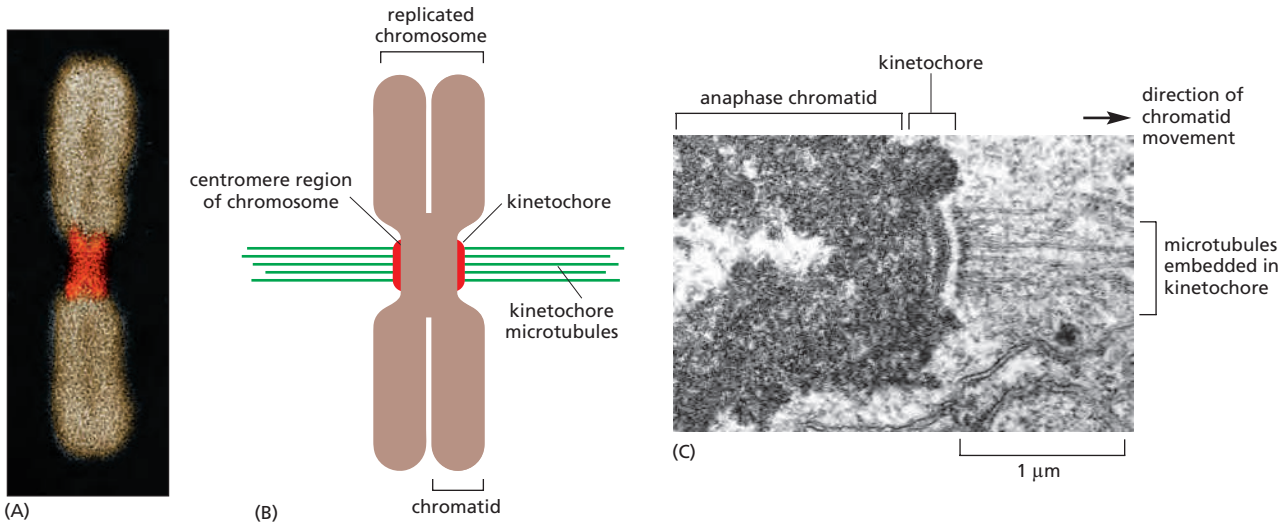 (A)
replicated
chromosome
centromere region
of chromosome
kinetochore
kinetochore
microtubules
chromatid
(B)
kinetochore
anaphase chromatid
direction of
chromatid
movement
microtubules
embedded in
kinetochore
1 μm
(C)